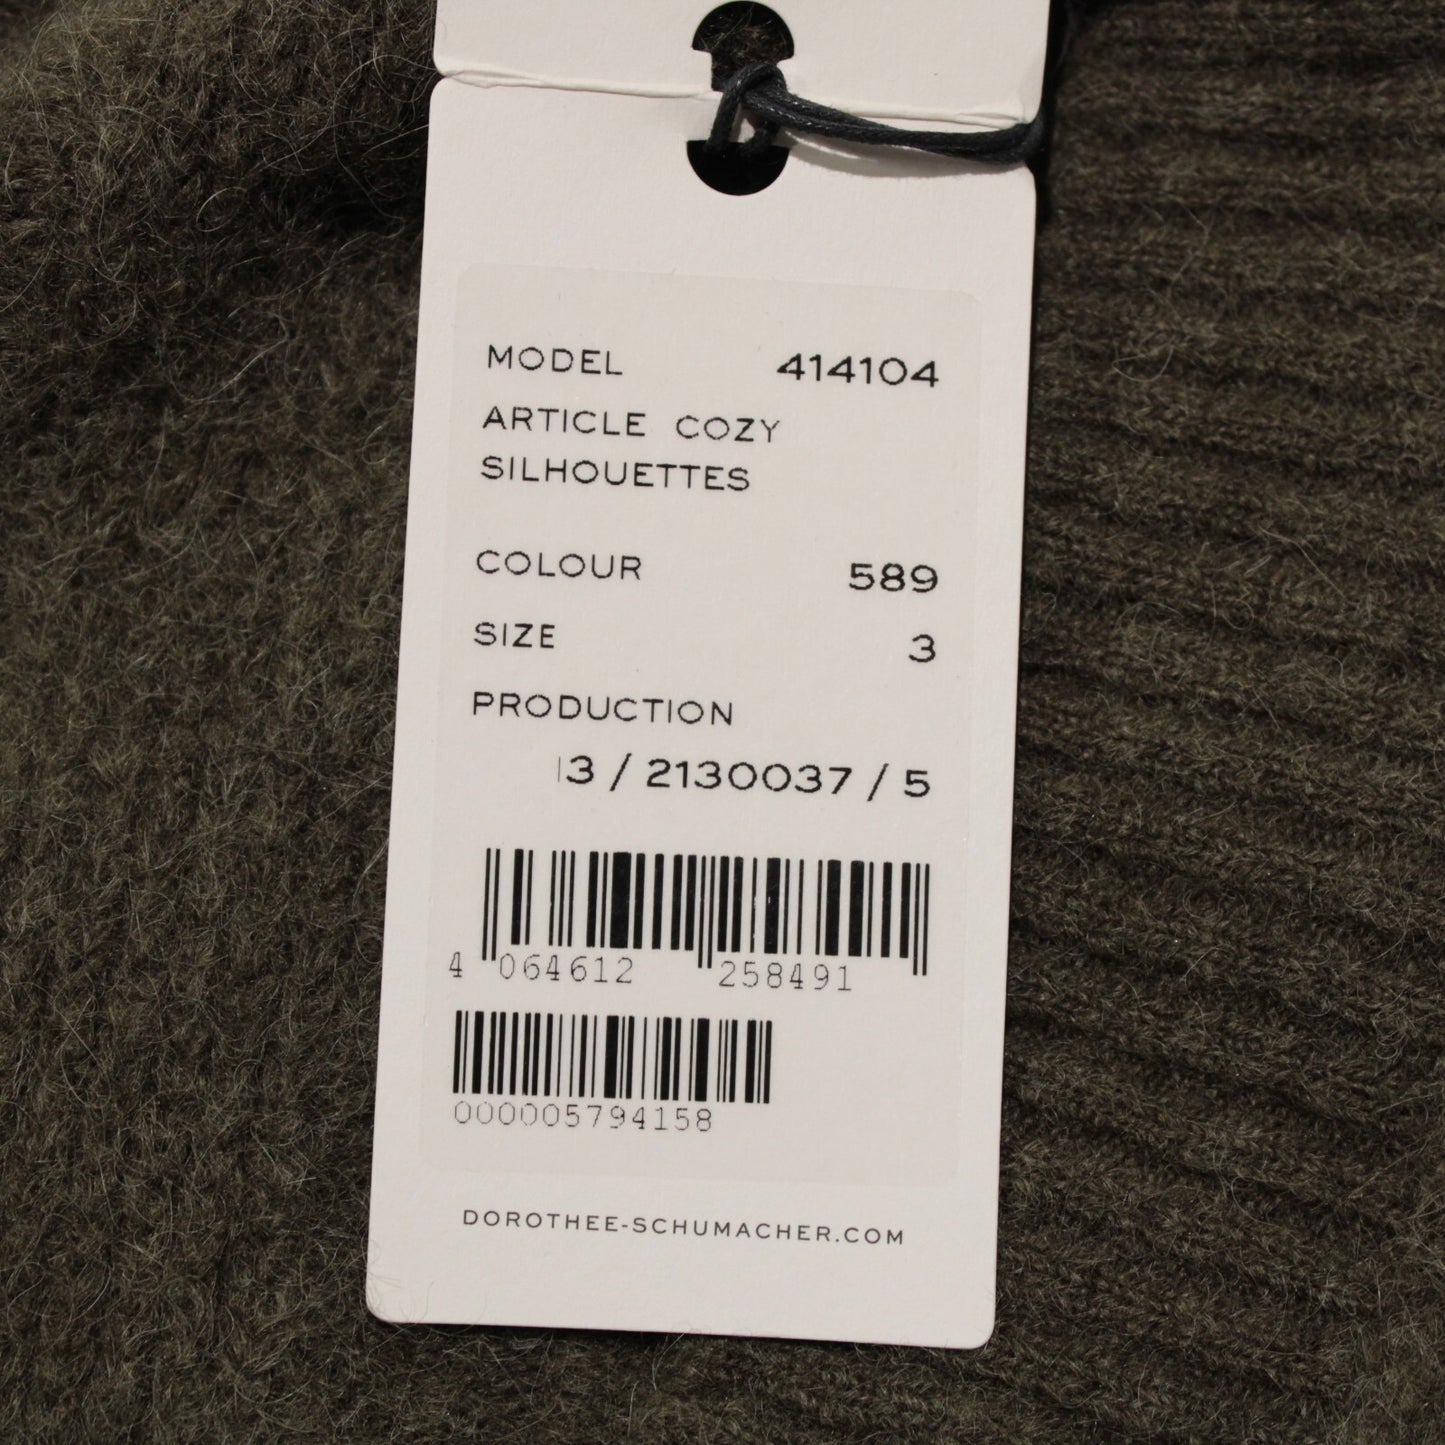 MODEL 414104
ARTICLE COZY
SILHOUETTES
COLOUR 589
SIZE 3
PRODUCTION
3 / 2130037 / 5
4 064612 258491
000005794158
DOROTHEE-SCHUMACHER.COM